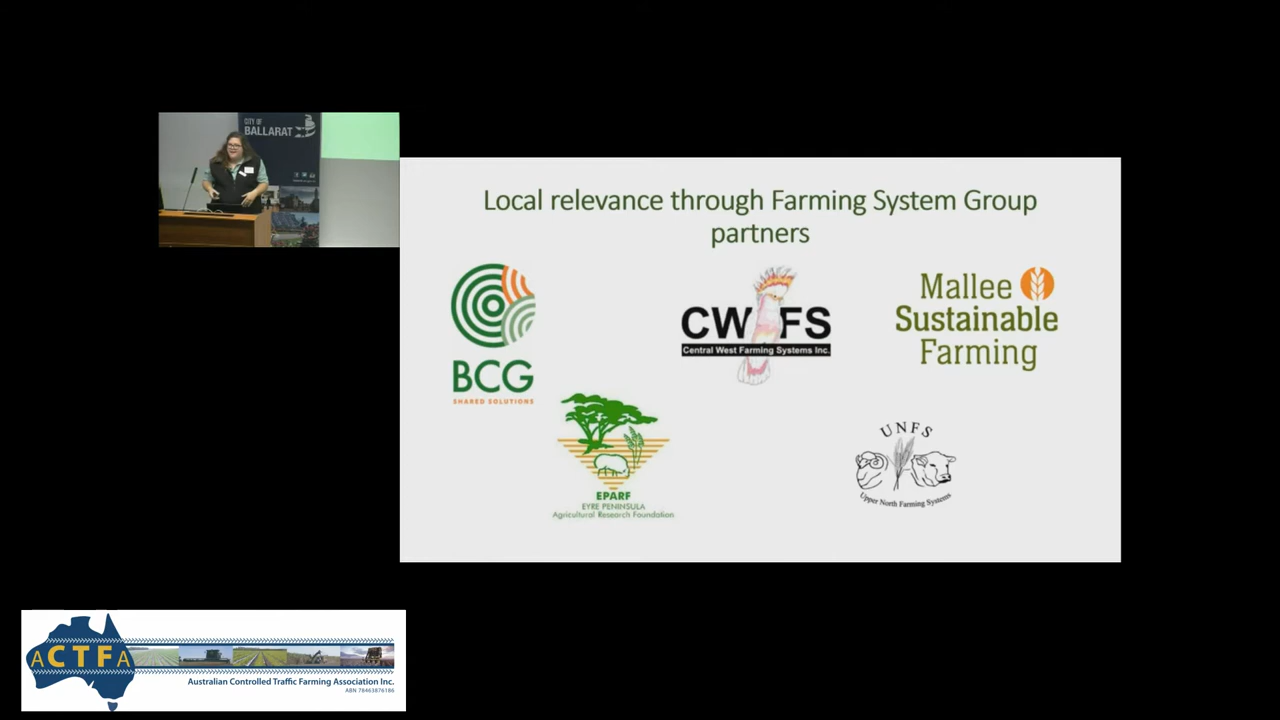 CITY OF
BALLARAT
Local relevance through Farming System Group
partners
BCG
SHARED SOLUTIONS
CWFS
Central West Farming Systems Inc.
Mallee
Sustainable
Farming
EPARF
EYRE PENINSULA
Agricultural Research Foundation
UNFS
Upper North Farming Systems
ACTFA
Australian Controlled Traffic Farming Association Inc.
ABN 78463876186